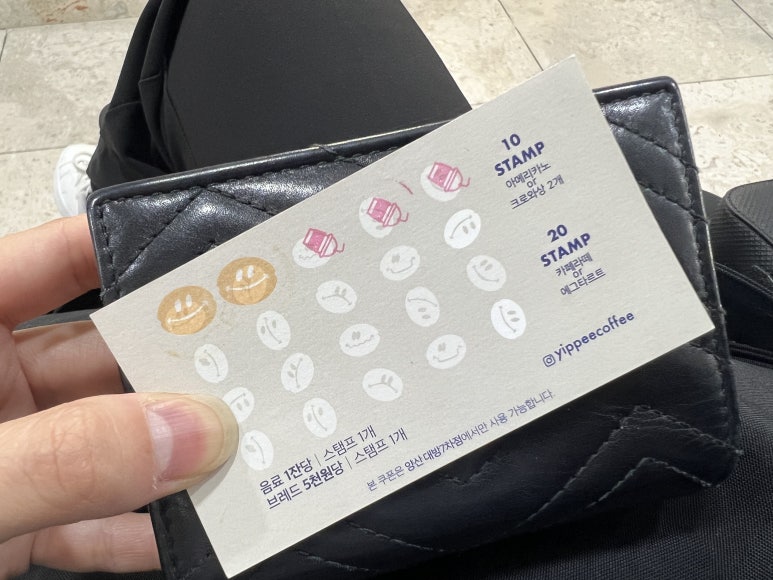 10
STAMP
아메리카노
or
크로와상 2개
20
STAMP
카페라떼
or
에그타르트
@yippeecoffee
음료 1잔당 | 스탬프 1개
브레드 5천원당 | 스탬프 1개
본 쿠폰은 양산 대방7차점에서만 사용 가능합니다.